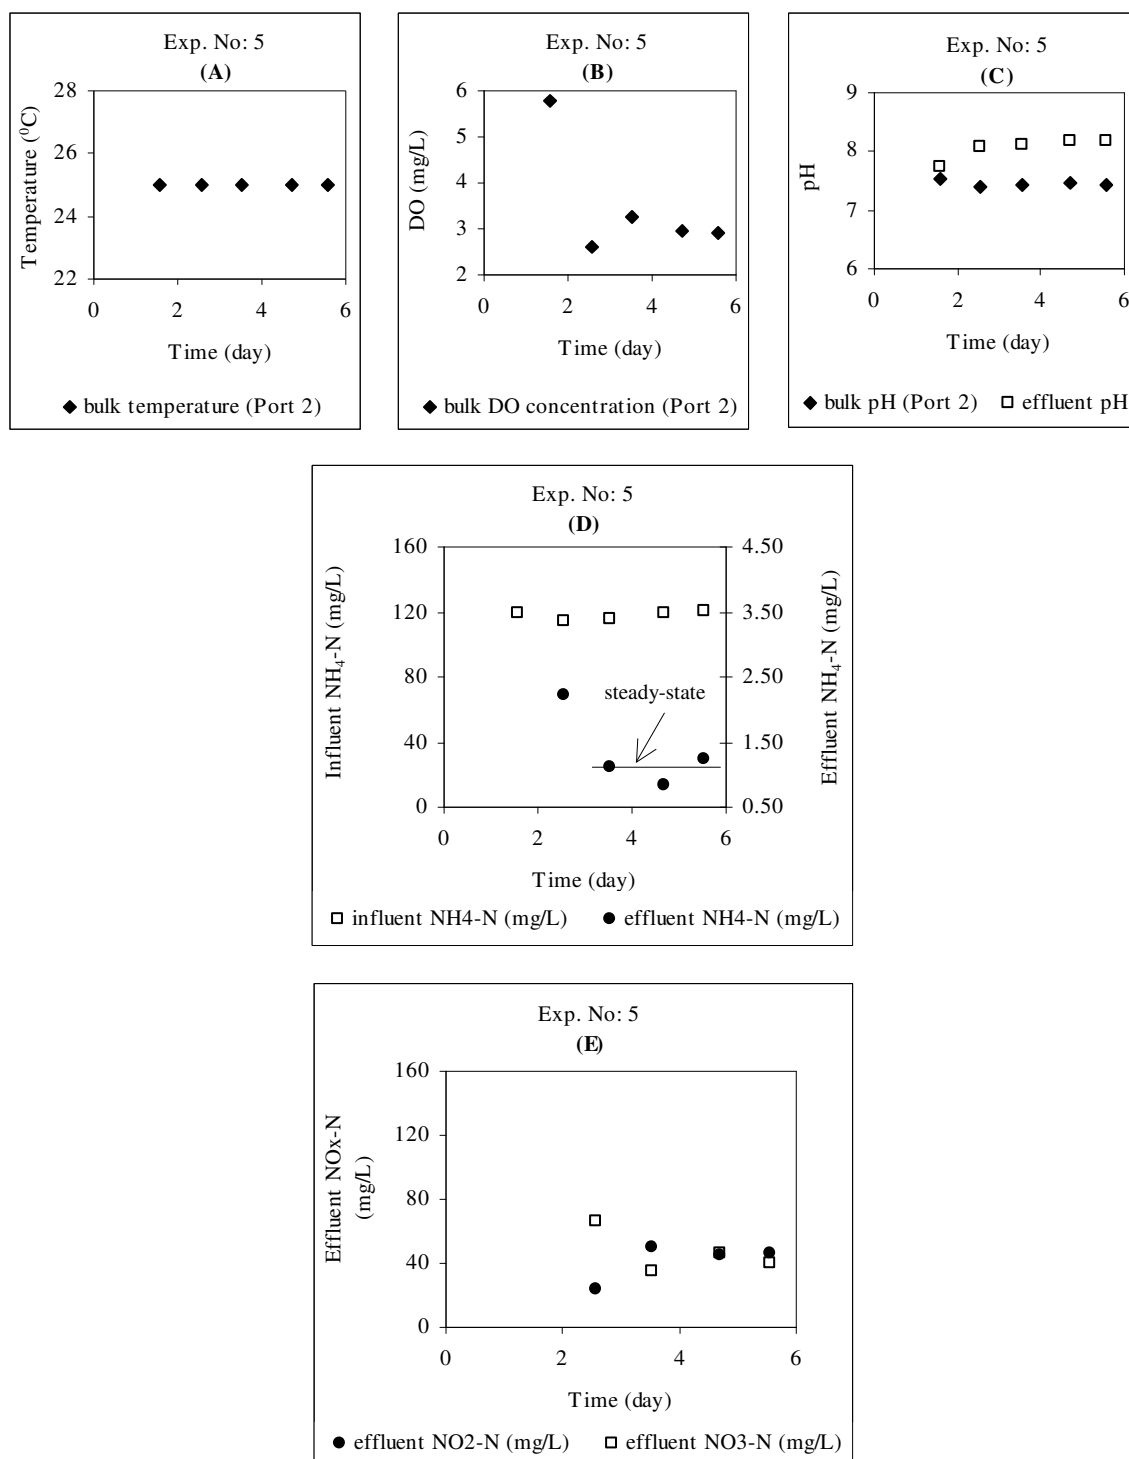 Exp. No: 5
(A)
28
26
24
22
0 2 4 6
Temperature (⁰C)
Time (day)
◆ bulk temperature (Port 2)
Exp. No: 5
(B)
6
5
4
3
2
0 2 4 6
DO (mg/L)
Time (day)
◆ bulk DO concentration (Port 2)
Exp. No: 5
(C)
9
8
7
6
0 2 4 6
pH
Time (day)
◆ bulk pH (Port 2) □ effluent pH
Exp. No: 5
(D)
160
120
80
40
0
4.50
3.50
2.50
1.50
0.50
0 2 4 6
Influent NH₄-N (mg/L)
Effluent NH₄-N (mg/L)
steady-state
Time (day)
□ influent NH4-N (mg/L) ● effluent NH4-N (mg/L)
Exp. No: 5
(E)
160
120
80
40
0
0 2 4 6
Effluent NOx-N
(mg/L)
Time (day)
● effluent NO2-N (mg/L) □ effluent NO3-N (mg/L)